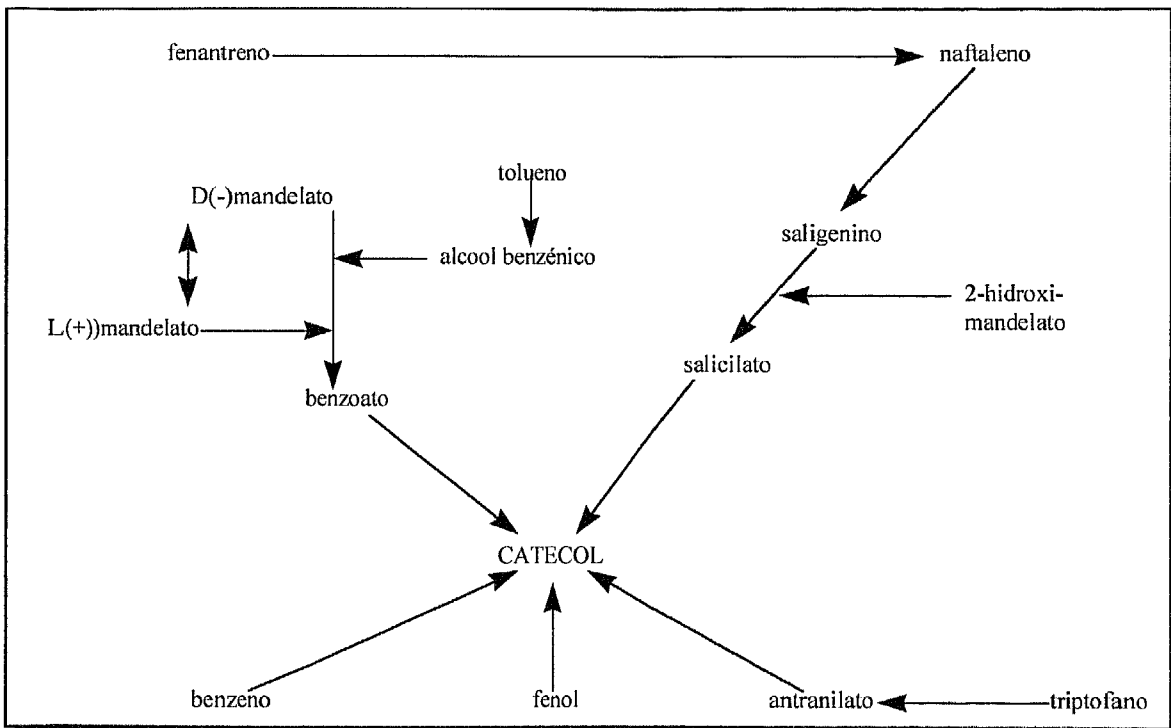 fenantreno
naftaleno
tolueno
D(-)mandelato
saligenino
alcool benzénico
2-hidroxi-
mandelato
L(+))mandelato
salicilato
benzoato
CATECOL
benzeno
fenol
antranilato
triptofano